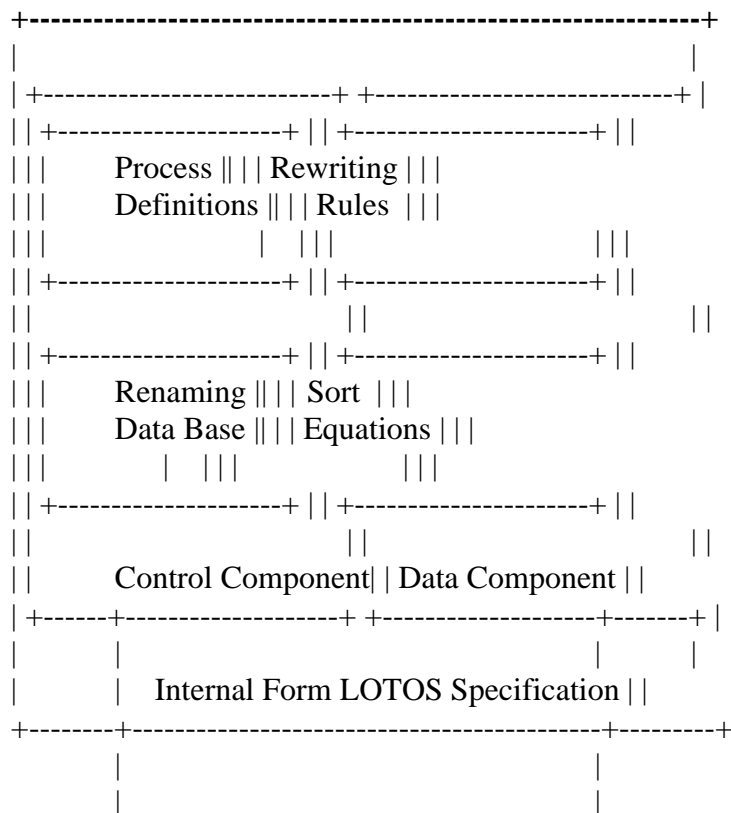 +-----------------------------------------------------------------+
| |
| +---------------------------+ +----------------------------+ |
| | +---------------------+ | | +----------------------+ | |
| | | Process || | | Rewriting | | |
| | | Definitions || | | Rules | | |
| | | | | | | | | |
| | +---------------------+ | | +----------------------+ | |
| | | | | |
| | +---------------------+ | | +----------------------+ | |
| | | Renaming || | | Sort | | |
| | | Data Base || | | Equations | | |
| | | | | | | | | |
| | +---------------------+ | | +----------------------+ | |
| | | | | |
| | Control Component| | Data Component | |
| +------+--------------------+ +---------------------+-------+ |
| | | |
| | Internal Form LOTOS Specification | |
+--------+--------------------------------------------+---------+
| |
| |